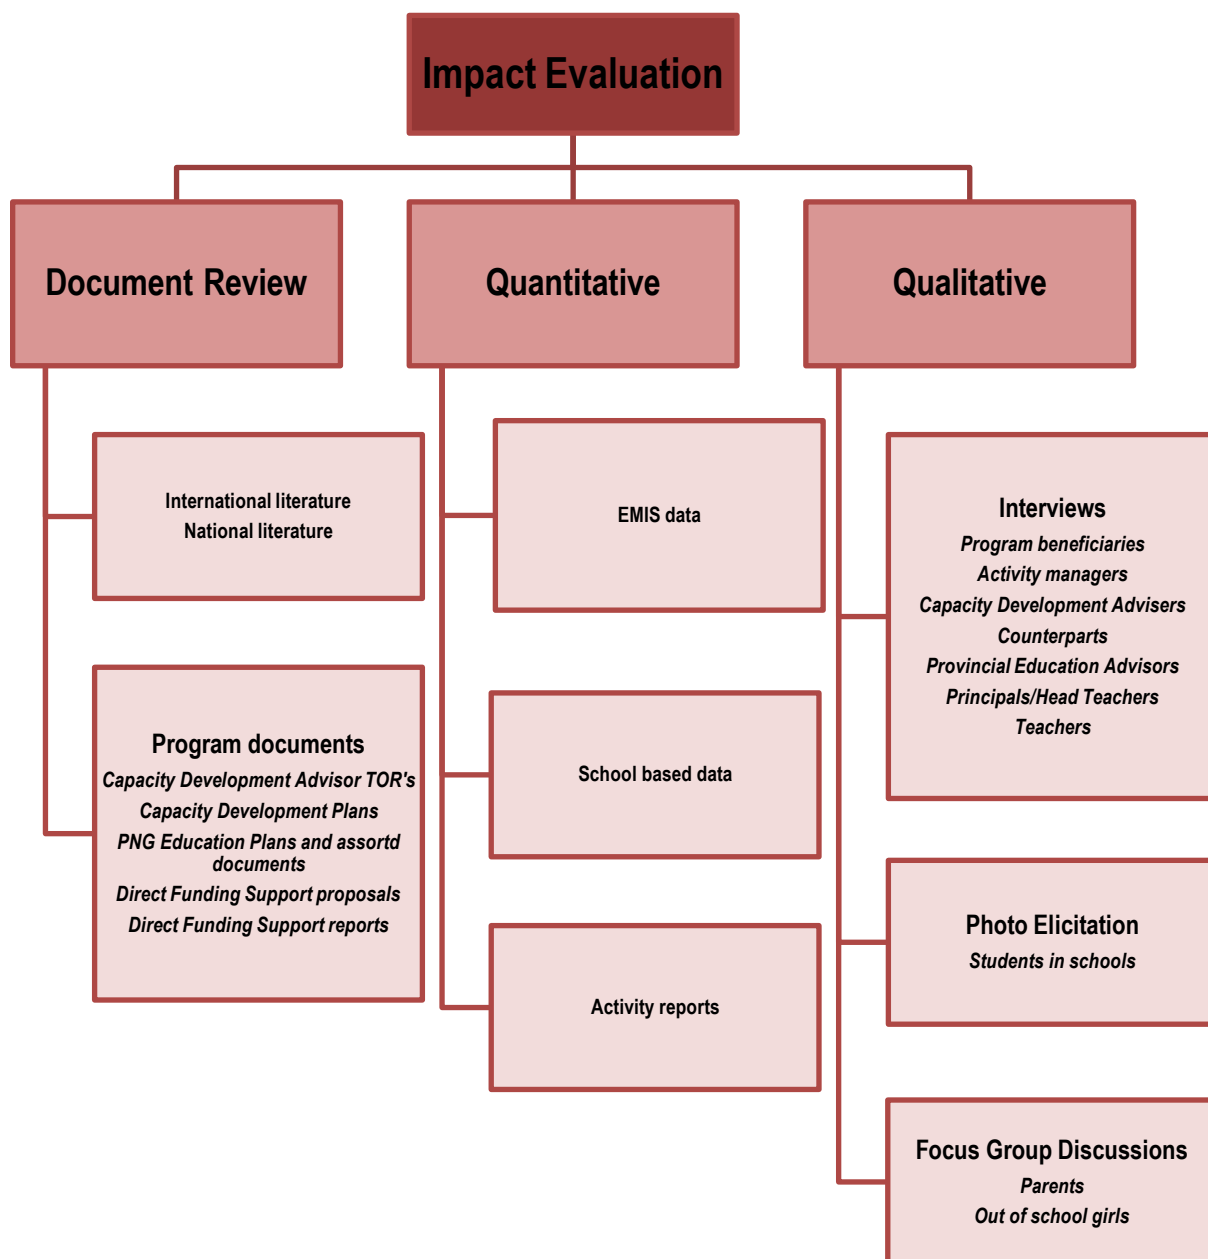 Impact Evaluation
Document Review
International literature
National literature
Program documents
Capacity Development Advisor TOR's
Capacity Development Plans
PNG Education Plans and assortd
documents
Direct Funding Support proposals
Direct Funding Support reports
Quantitative
EMIS data
School based data
Activity reports
Qualitative
Interviews
Program beneficiaries
Activity managers
Capacity Development Advisers
Counterparts
Provincial Education Advisors
Principals/Head Teachers
Teachers
Photo Elicitation
Students in schools
Focus Group Discussions
Parents
Out of school girls